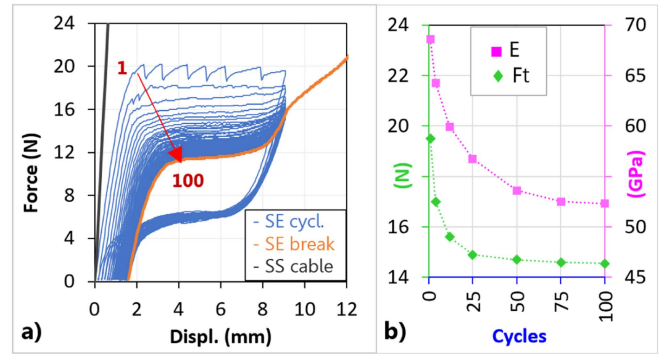 24
20
16
12
8
4
0
Force (N)
1
100
- SE cycl.
- SE break
- SS cable
0 2 4 6 8 10 12
Displ. (mm)
a)
24
22
20
18
16
14
(N)
E
Ft
70
65
60
55
50
45
(GPa)
0 25 50 75 100
Cycles
b)